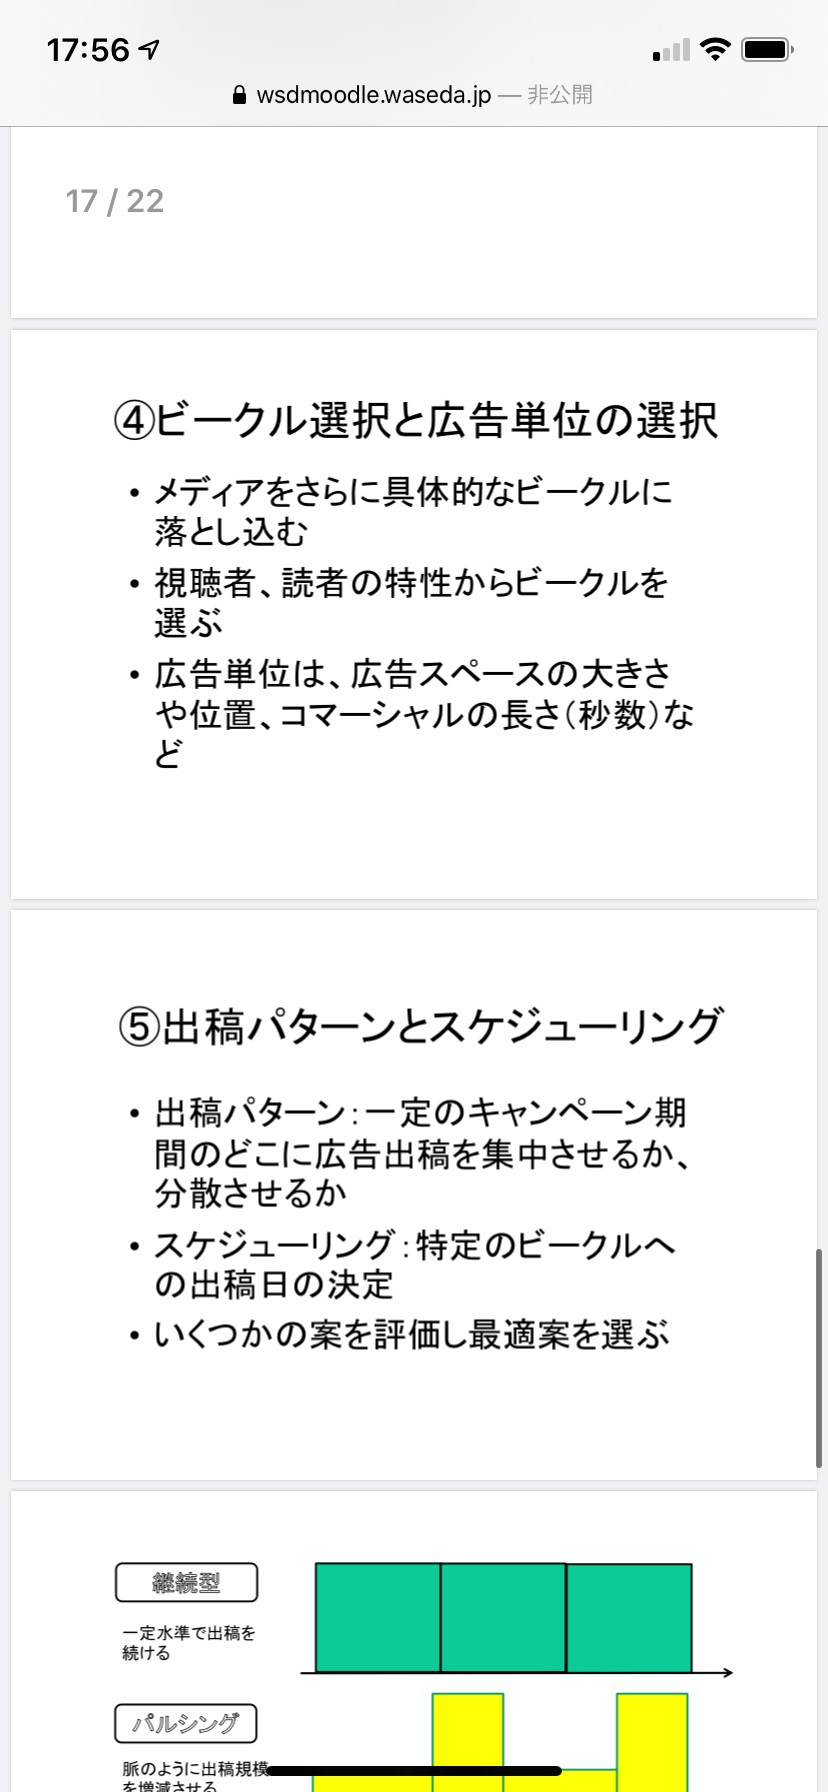 17:56
wsdmoodle.waseda.jp — 非公開
17 / 22
④ビークル選択と広告単位の選択
• メディアをさらに具体的なビークルに
落とし込む
• 視聴者、読者の特性からビークルを
選ぶ
• 広告単位は、広告スペースの大きさ
や位置、コマーシャルの長さ(秒数)な
ど
⑤出稿パターンとスケジューリング
• 出稿パターン:一定のキャンペーン期
間のどこに広告出稿を集中させるか、
分散させるか
• スケジューリング:特定のビークルへ
の出稿日の決定
• いくつかの案を評価し最適案を選ぶ
継続型
一定水準で出稿を
続ける
パルシング
脈のように出稿規模
を増減させる